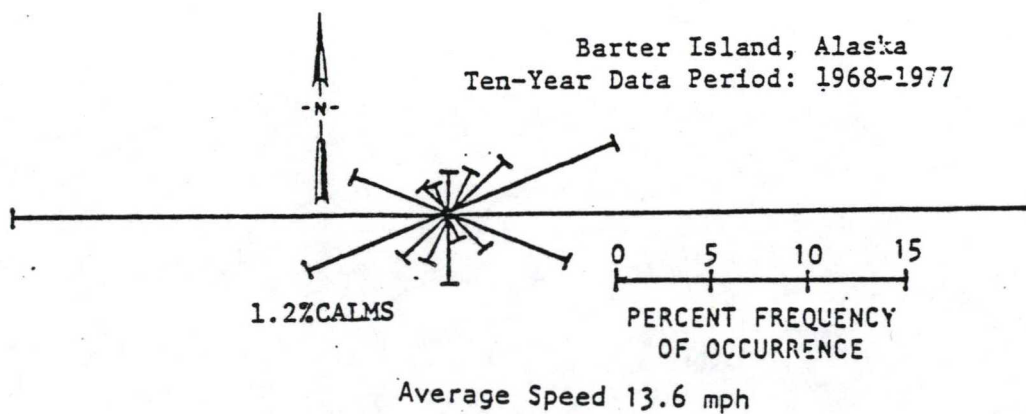 Barter Island, Alaska
Ten-Year Data Period: 1968-1977
-N-
0 5 10 15
1.2%CALMS
PERCENT FREQUENCY
OF OCCURRENCE
Average Speed 13.6 mph